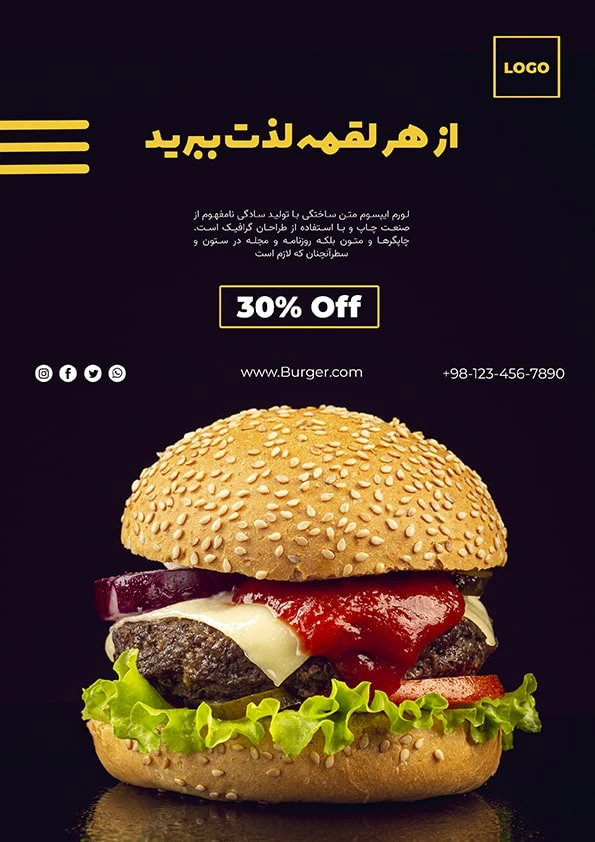 LOGO
از هر لقمه لذت ببرید
لورم ایپسوم متن ساختگی با تولید سادگی نامفهوم از
صنعت چاپ و با استفاده از طراحان گرافیک است.
چاپگرها و متون بلکه روزنامه و مجله در ستون و
سطرآنچنان که لازم است
30% Off
www.Burger.com
+98-123-456-7890